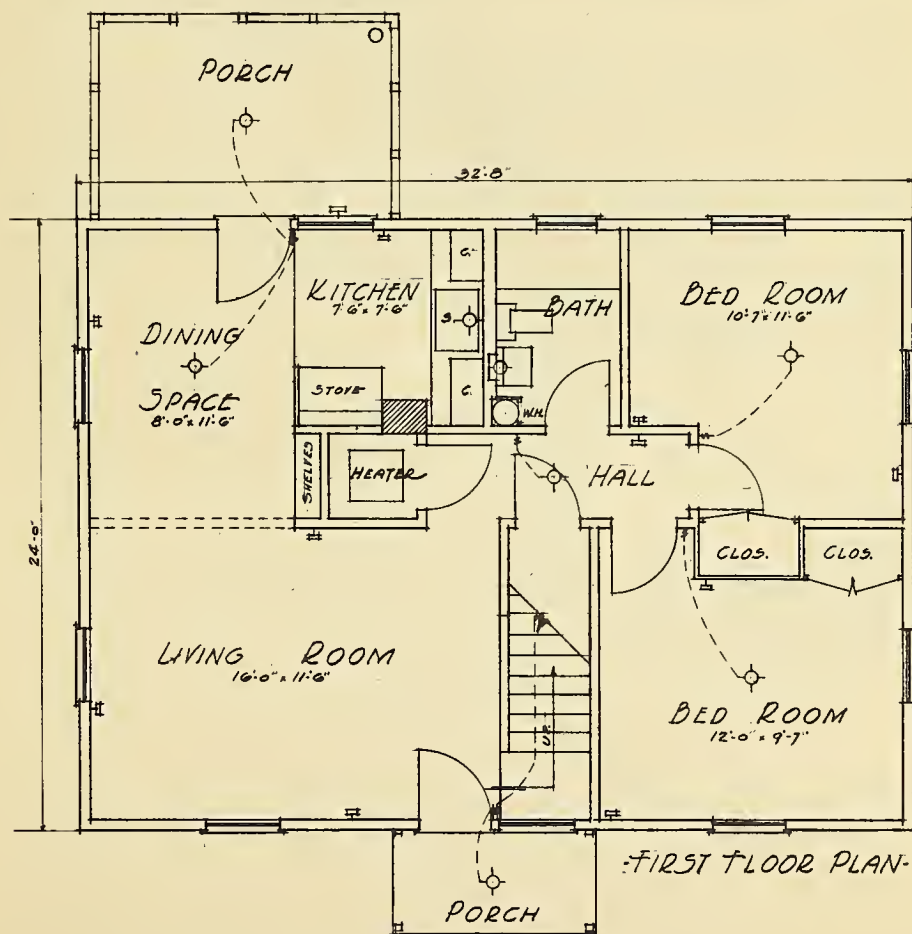 PORCH
32'-8"
KITCHEN
7'-6" x 7'-6"
C.
S.
C.
BATH
W.H.
BED ROOM
10'-7" x 11'-6"
DINING
SPACE
8'-0" x 11'-6"
STOVE
SHELVES
HEATER
HALL
24'-0"
CLOS.
CLOS.
LIVING ROOM
16'-0" x 11'-6"
UP.
BED ROOM
12'-0" x 9'-7"
-FIRST FLOOR PLAN-
PORCH